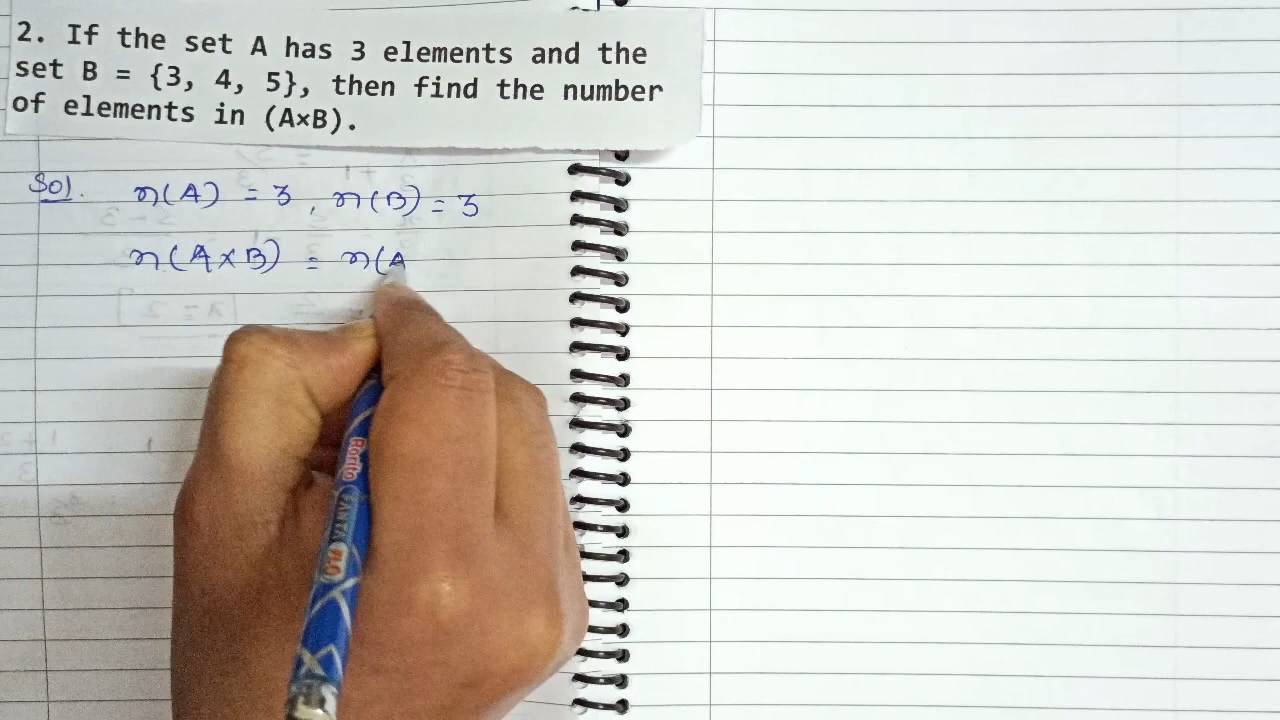 2. If the set A has 3 elements and the
set B = {3, 4, 5}, then find the number
of elements in (A×B).
Sol. n(A) = 3, n(B) = 3
n(A×B) = n(A
Rorito